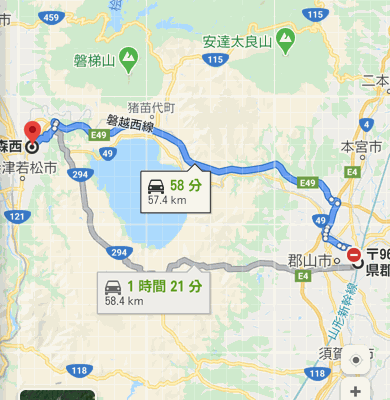 459
115
安達太良山
磐梯山
二本
猪苗代町
磐越西線
森西
E49
49
本宮市
津若松市
294
58 分
57.4 km
E49
121
294
49
〒96
郡山市
県郡
1 時間 21 分
58.4 km
E4
山形新幹線
須賀
118
118